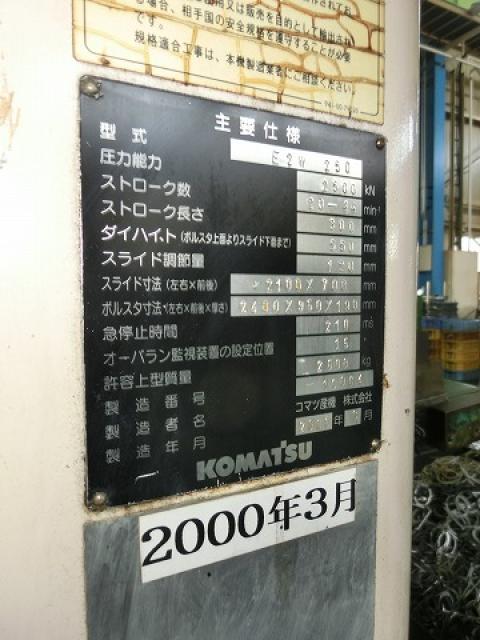 る場合、相手国の安全規格を遵守することが必要
規格適合工事は、本機製造業者にご相談ください。
主要仕様
型式 E2W 250
圧力能力 2500 kN
ストローク数 min⁻¹
ストローク長さ 300 mm
ダイハイト(ボルスタ上面よりスライド下面まで) 550 mm
スライド調節量 mm
スライド寸法(左右×前後) 2100×700 mm
ボルスタ寸法(左右×前後×厚さ) 2400×950×190 mm
急停止時間 210 ms
オーバラン監視装置の設定位置 15 °
許容上型質量 kg
製造番号
製造者名 コマツ産機 株式会社
製造年月 年 月
KOMATSU
2000年3月